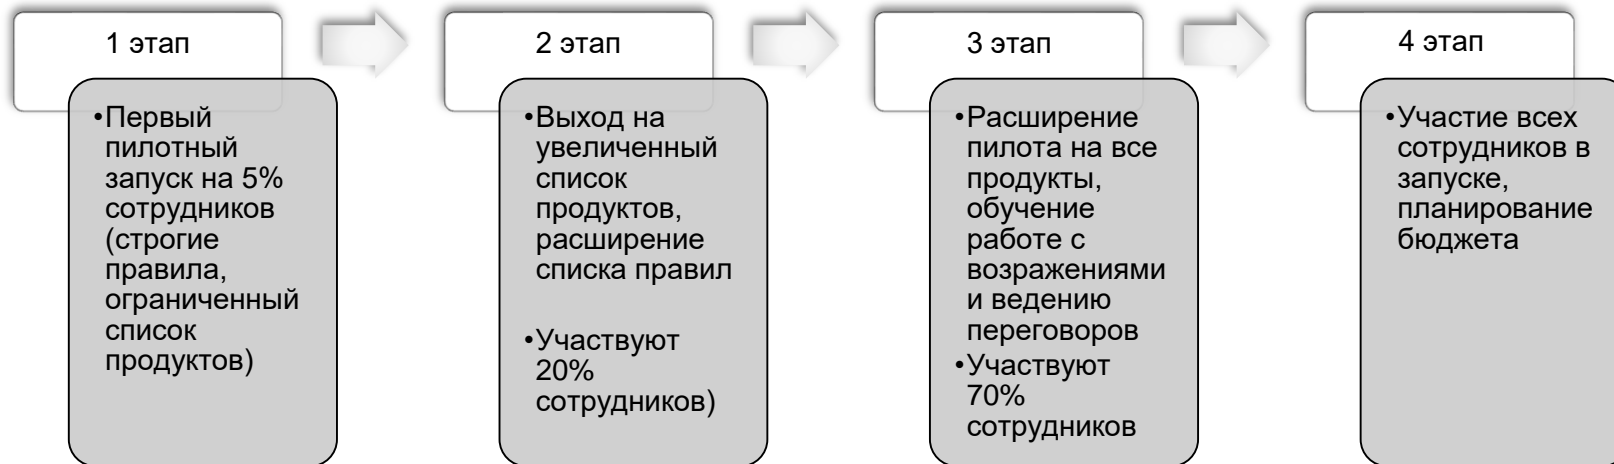 1 этап
•Первый
пилотный
запуск на 5%
сотрудников
(строгие
правила,
ограниченный
список
продуктов)
2 этап
•Выход на
увеличенный
список
продуктов,
расширение
списка правил
•Участвуют
20%
сотрудников)
3 этап
•Расширение
пилота на все
продукты,
обучение
работе с
возражениями
и ведению
переговоров
•Участвуют
70%
сотрудников
4 этап
•Участие всех
сотрудников в
запуске,
планирование
бюджета